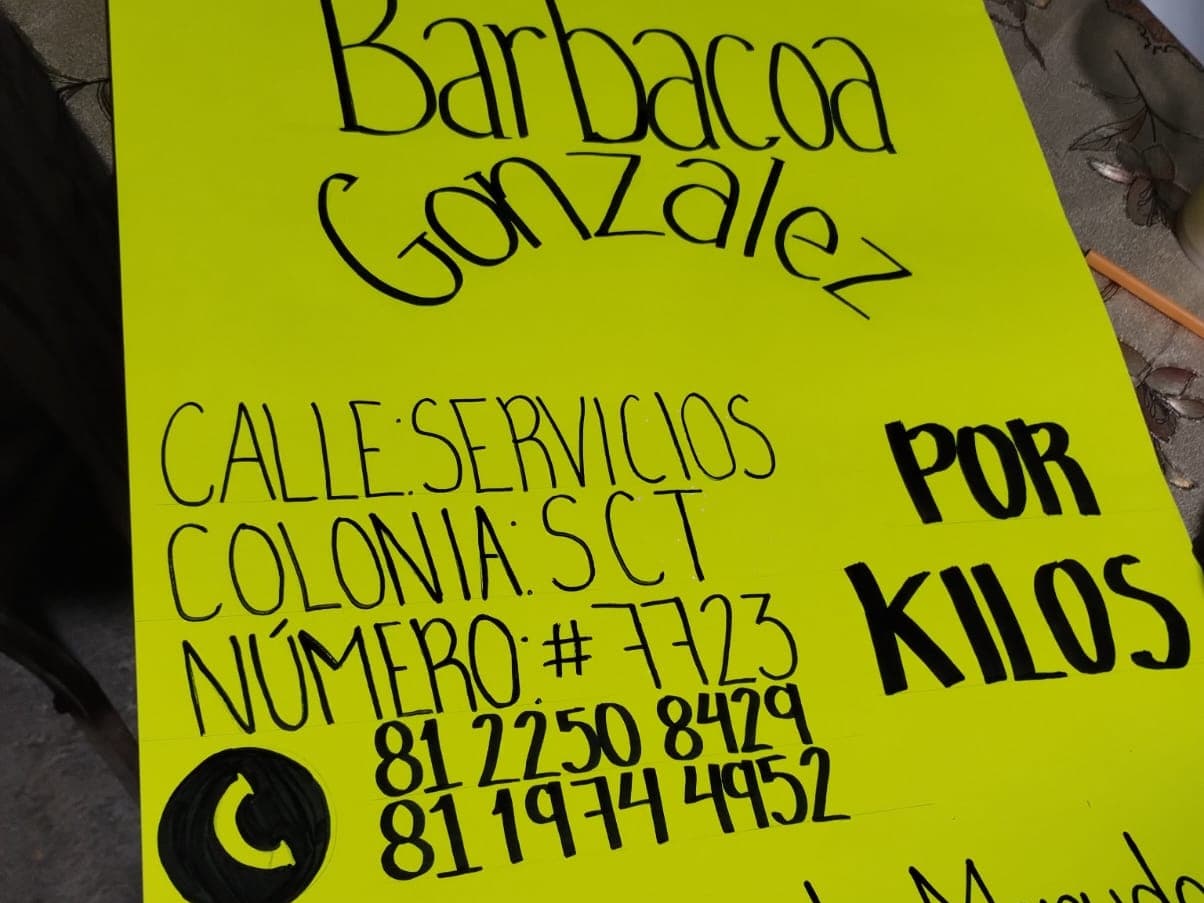 Barbacoa
Gonzalez
CALLE: SERVICIOS
COLONIA: SCT
NÚMERO: # 7723
POR
KILOS
81 2250 8429
81 1974 4952